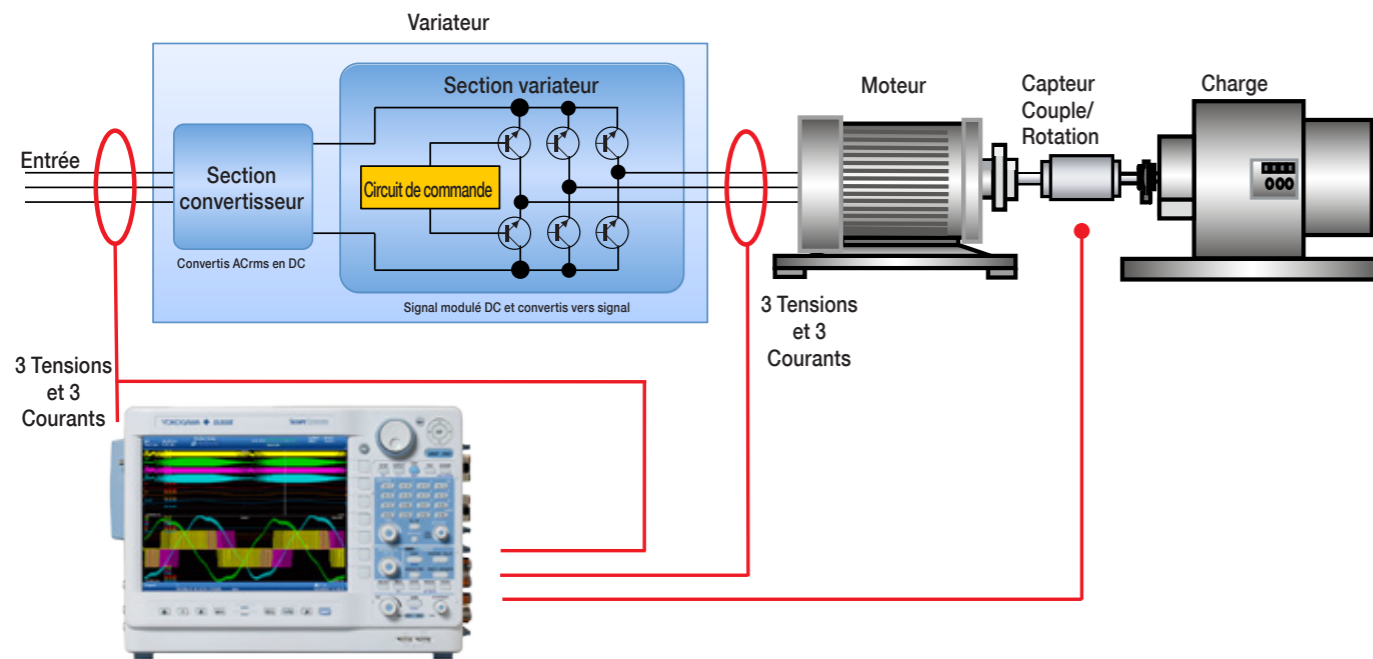 Variateur
Section variateur
Moteur
Capteur
Couple/
Rotation
Charge
Entrée
Section
convertisseur
Circuit de commande
Convertis ACrms en DC
Signal modulé DC et convertis vers signal
3 Tensions
et 3
Courants
3 Tensions
et 3
Courants
YOKOGAWA
000